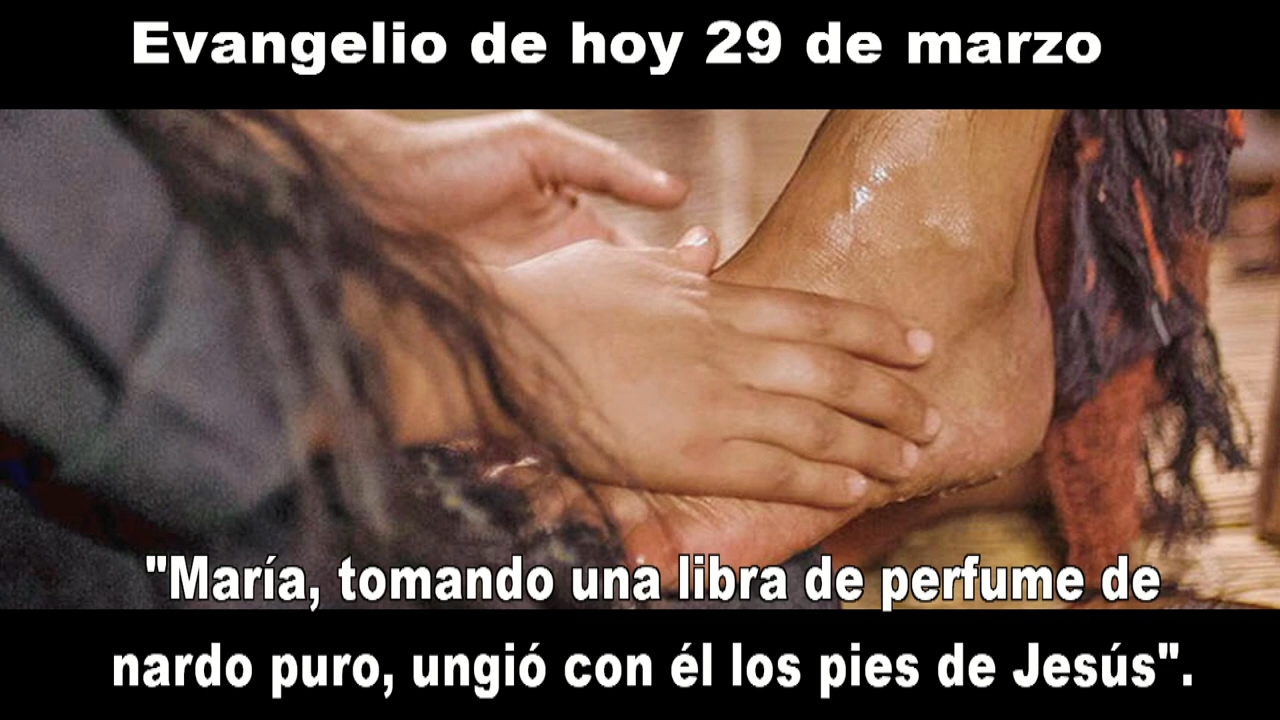 Evangelio de hoy 29 de marzo
"María, tomando una libra de perfume de
nardo puro, ungió con él los pies de Jesús".